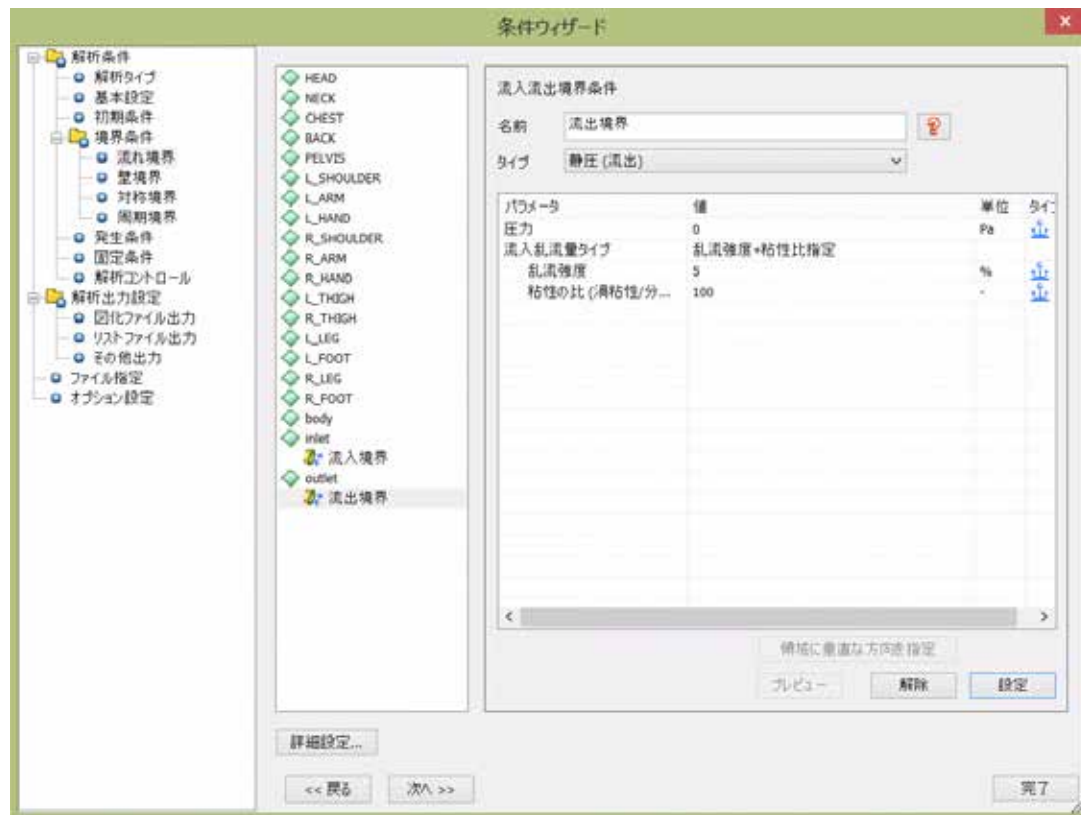 条件ウィザード
解析条件
解析タイプ
基本設定
初期条件
境界条件
流れ境界
壁境界
対称境界
周期境界
発生条件
固定条件
解析コントロール
解析出力設定
図化ファイル出力
リストファイル出力
その他出力
ファイル指定
オプション設定
HEAD
NECK
CHEST
BACK
PELVIS
L_SHOULDER
L_ARM
L_HAND
R_SHOULDER
R_ARM
R_HAND
L_THIGH
R_THIGH
L_LEG
L_FOOT
R_LEG
R_FOOT
body
inlet
流入境界
outlet
流出境界
流入流出境界条件
名前 流出境界
タイプ 静圧 (流出)
パラメータ 値 単位 タイ
圧力 0 Pa
流入乱流量タイプ 乱流強度+粘性比指定
乱流強度 5 %
粘性の比 (渦粘性/分... 100 -
領域に垂直な方向を指定
プレビュー 解除 設定
詳細設定...
<< 戻る 次へ >> 完了